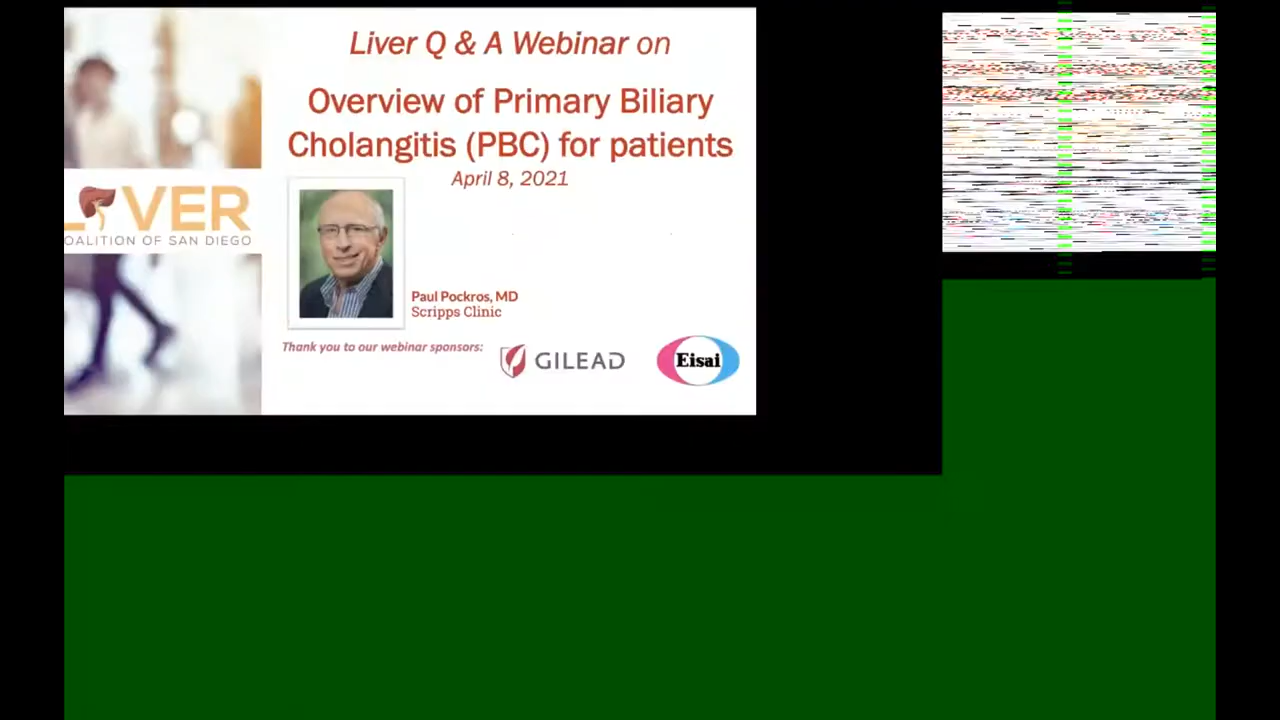 Liver Q & A Webinar on
Overview of Primary Biliary
Cholangitis (PBC) for patients
April 8, 2021
L VER
OALITION OF SAN DIEGO
Paul Pockros, MD
Scripps Clinic
Thank you to our webinar sponsors:
GILEAD
Eisai